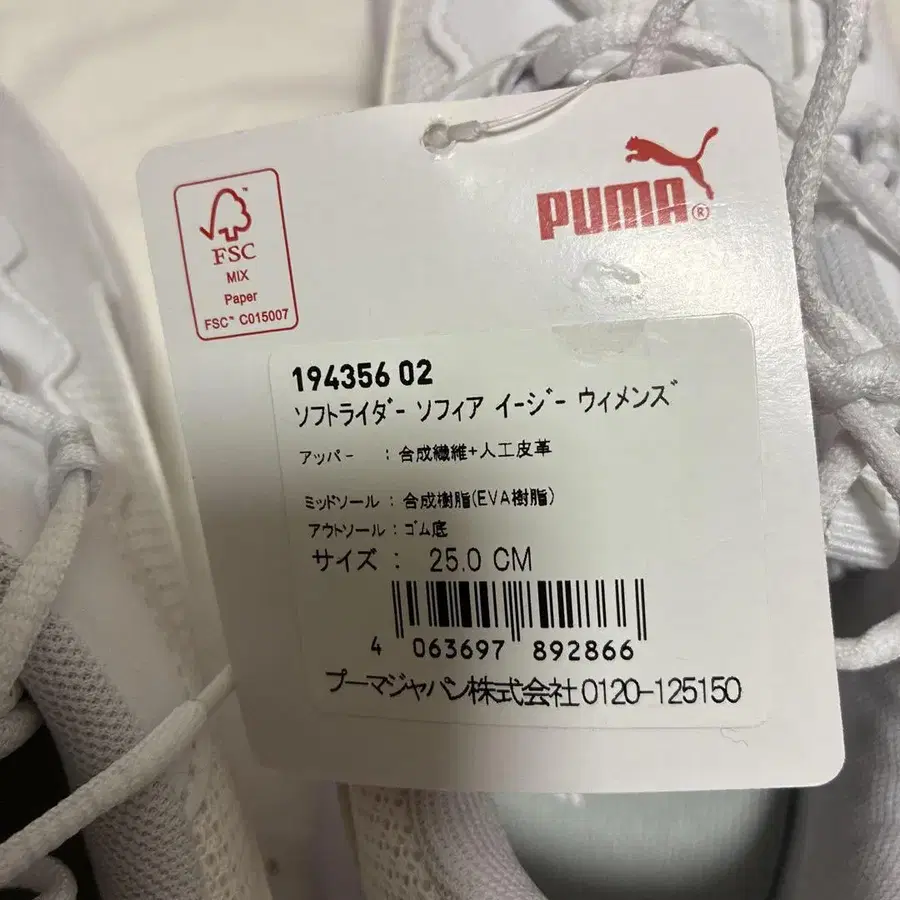 PUMA®
FSC
MIX
Paper
FSC™ C015007
194356 02
ソフトライダー ソフィア イージー ウィメンズ
アッパー : 合成繊維+人工皮革
ミッドソール : 合成樹脂(EVA樹脂)
アウトソール : ゴム底
サイズ : 25.0 CM
4 063697 892866
プーマジャパン株式会社0120-125150